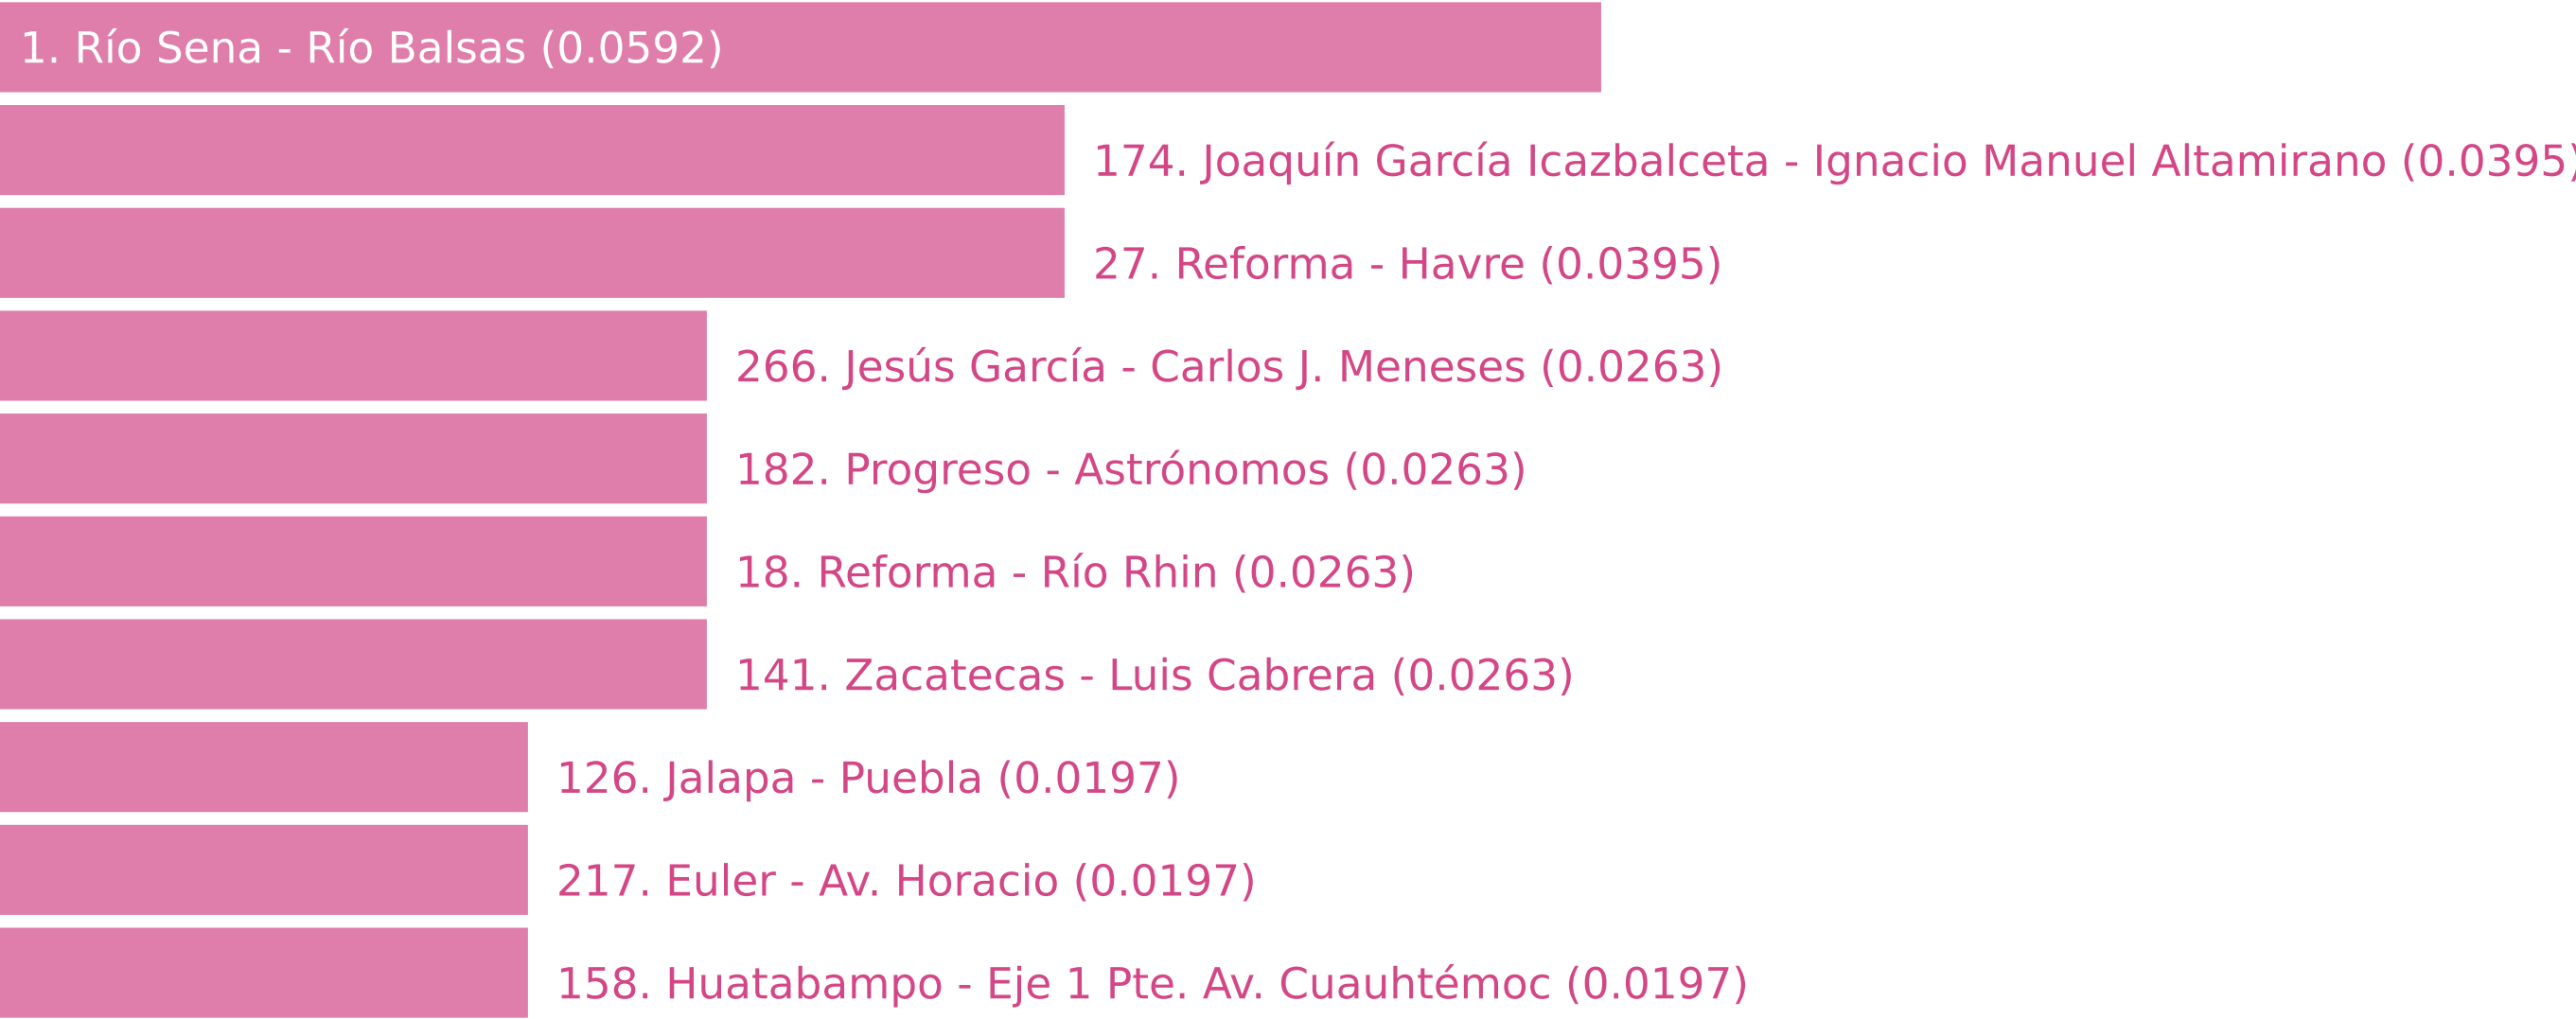 1. Río Sena - Río Balsas (0.0592)
174. Joaquín García Icazbalceta - Ignacio Manuel Altamirano (0.0395)
27. Reforma - Havre (0.0395)
266. Jesús García - Carlos J. Meneses (0.0263)
182. Progreso - Astrónomos (0.0263)
18. Reforma - Río Rhin (0.0263)
141. Zacatecas - Luis Cabrera (0.0263)
126. Jalapa - Puebla (0.0197)
217. Euler - Av. Horacio (0.0197)
158. Huatabampo - Eje 1 Pte. Av. Cuauhtémoc (0.0197)